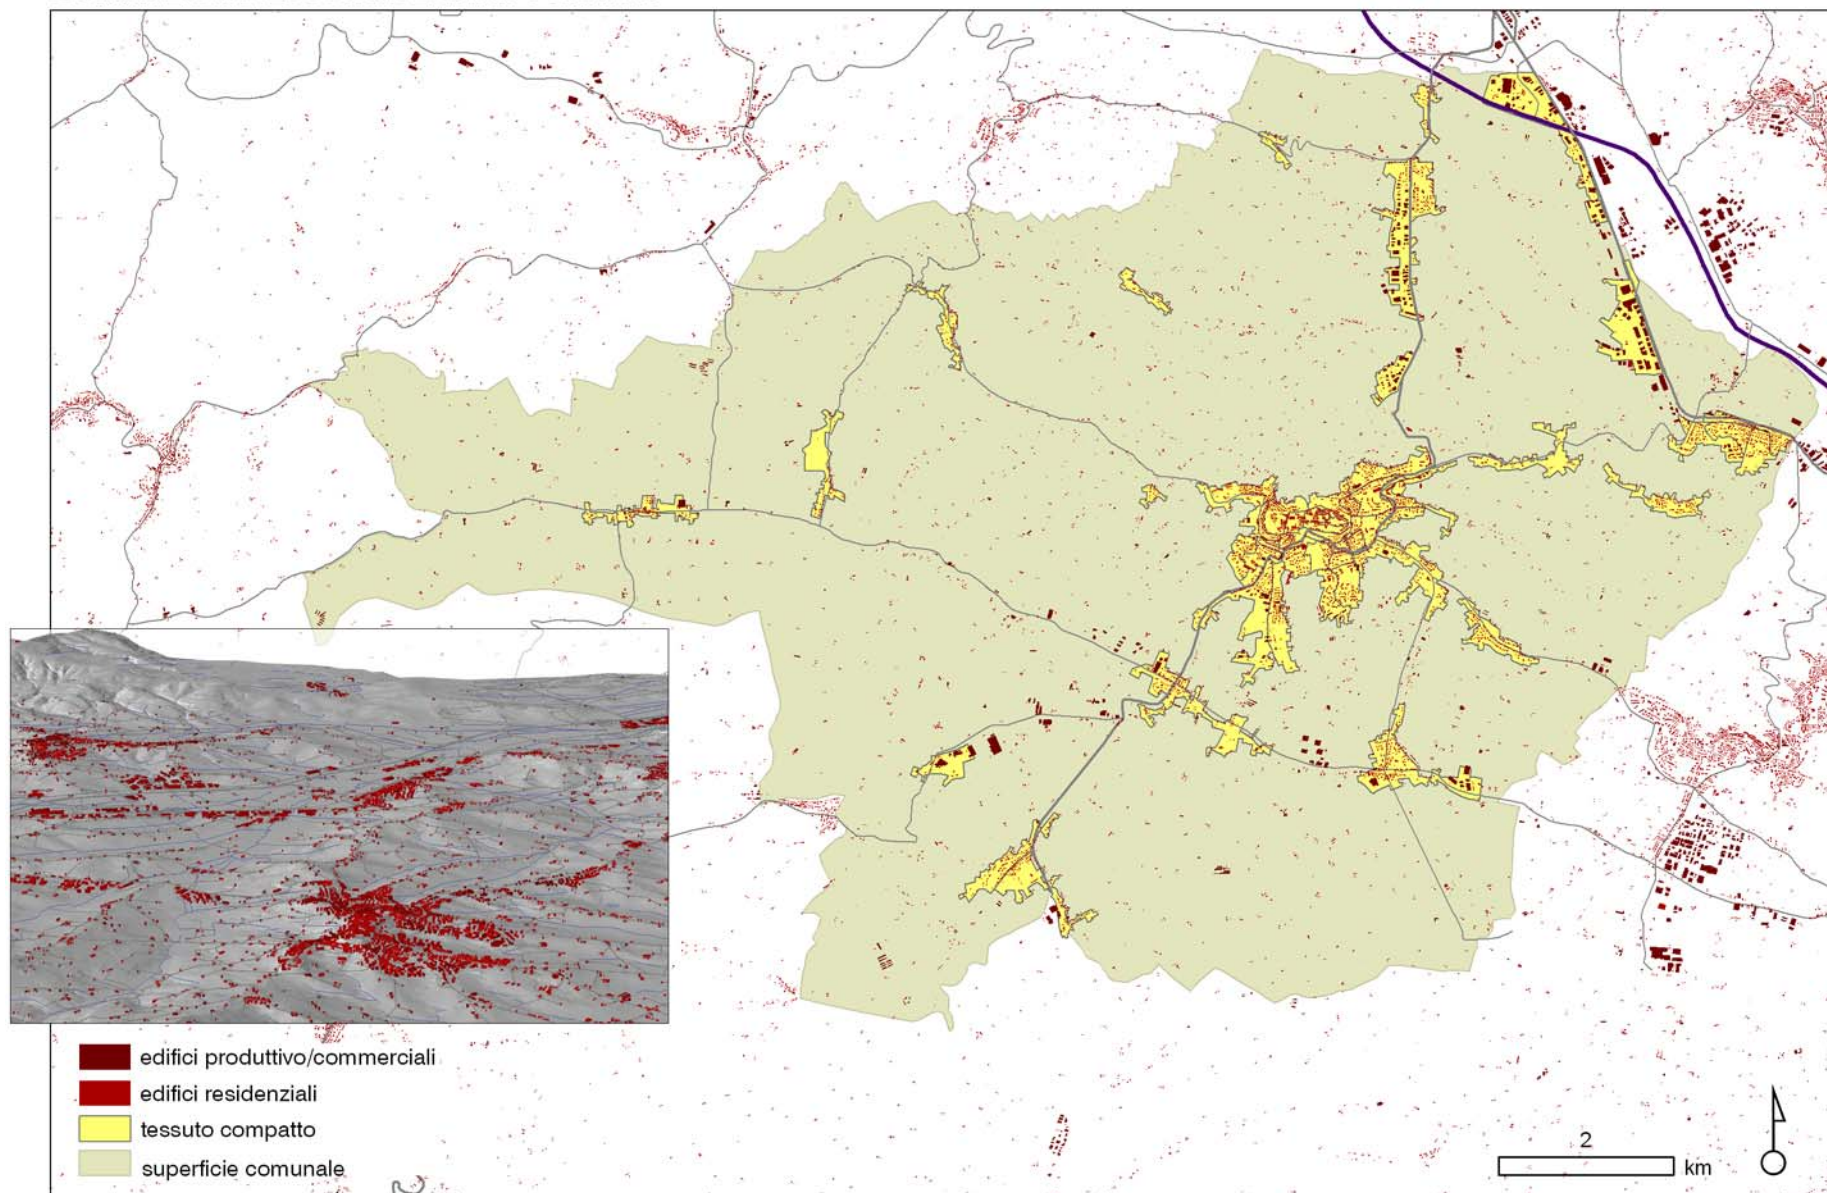 edifici produttivo/commerciali
edifici residenziali
tessuto compatto
superficie comunale
2
km